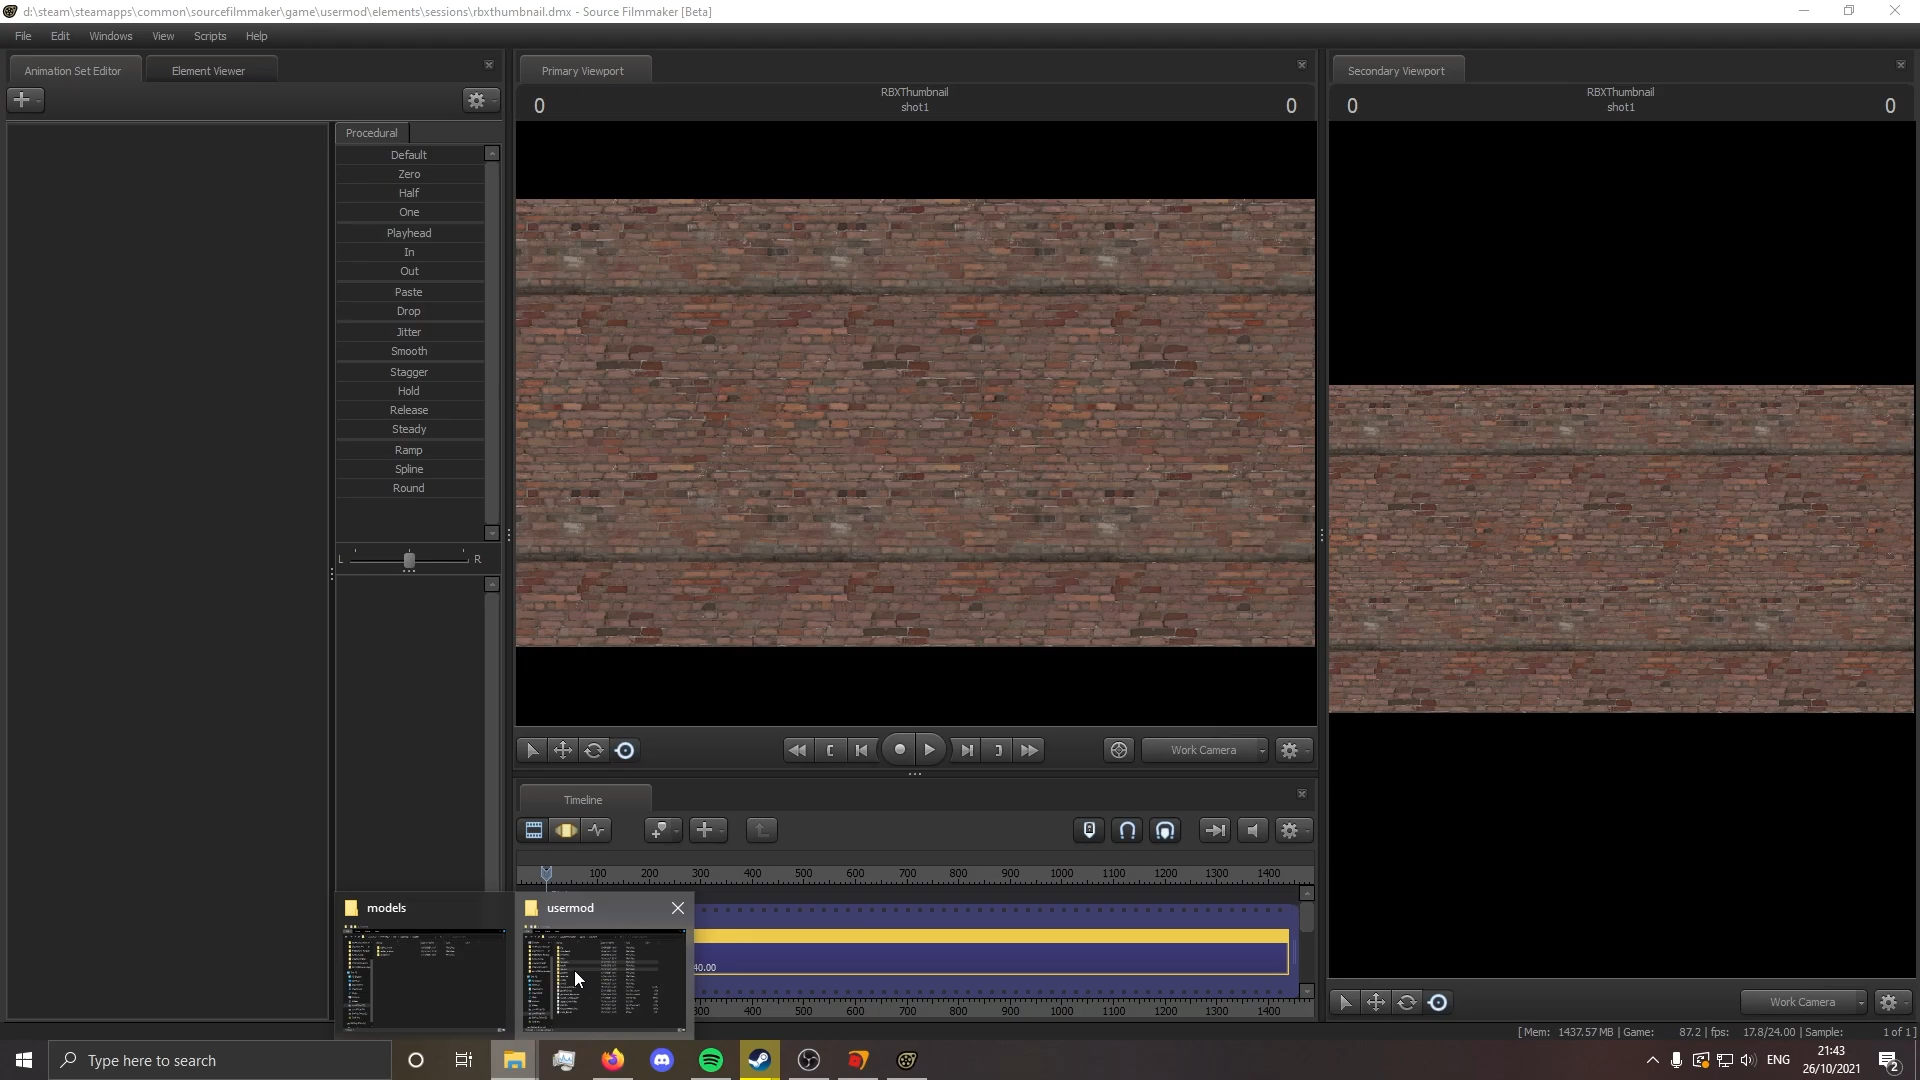 d:\steam\steamapps\common\sourcefilmmaker\game\usermod\elements\sessions\rbxthumbnail.dmx - Source Filmmaker [Beta]
File Edit Windows View Scripts Help
Animation Set Editor Element Viewer
Procedural
Default
Zero
Half
One
Playhead
In
Out
Paste
Drop
Jitter
Smooth
Stagger
Hold
Release
Steady
Ramp
Spline
Round
L R
Primary Viewport
0 RBXThumbnail 0
shot1
Work Camera
Secondary Viewport
0 RBXThumbnail 0
shot1
Work Camera
Timeline
100 200 300 400 500 600 700 800 900 1000 1100 1200 1300 1400
40.00
300 400 500 600 700 800 900 1000 1100 1200 1300 1400
models
usermod
[ Mem: 1437.57 MB | Game: 87.2 | fps: 17.8/24.00 | Sample: 1 of 1 ]
Type here to search
ENG
21:43
26/10/2021
2